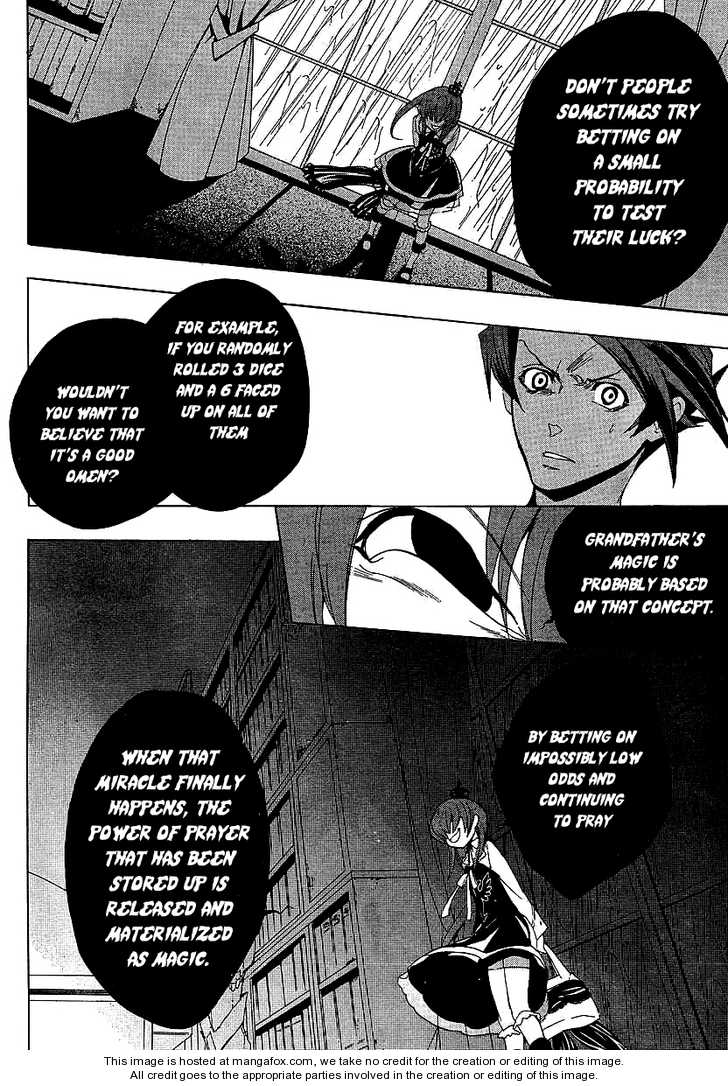 DON'T PEOPLE
SOMETIMES TRY
BETTING ON
A SMALL
PROBABILITY
TO TEST
THEIR LUCK?
FOR EXAMPLE,
IF YOU RANDOMLY
ROLLED 3 DICE
AND A 6 FACED
UP ON ALL OF
THEM
WOULDN'T
YOU WANT TO
BELIEVE THAT
IT'S A GOOD
OMEN?
GRANDFATHER'S
MAGIC IS
PROBABLY BASED
ON THAT CONCEPT.
BY BETTING ON
IMPOSSIBLY LOW
ODDS AND
CONTINUING
TO PRAY
WHEN THAT
MIRACLE FINALLY
HAPPENS, THE
POWER OF PRAYER
THAT HAS BEEN
STORED UP IS
RELEASED AND
MATERIALIZED
AS MAGIC.
This image is hosted at mangafox.com, we take no credit for the creation or editing of this image.
All credit goes to the appropriate parties involved in the creation or editing of this image.